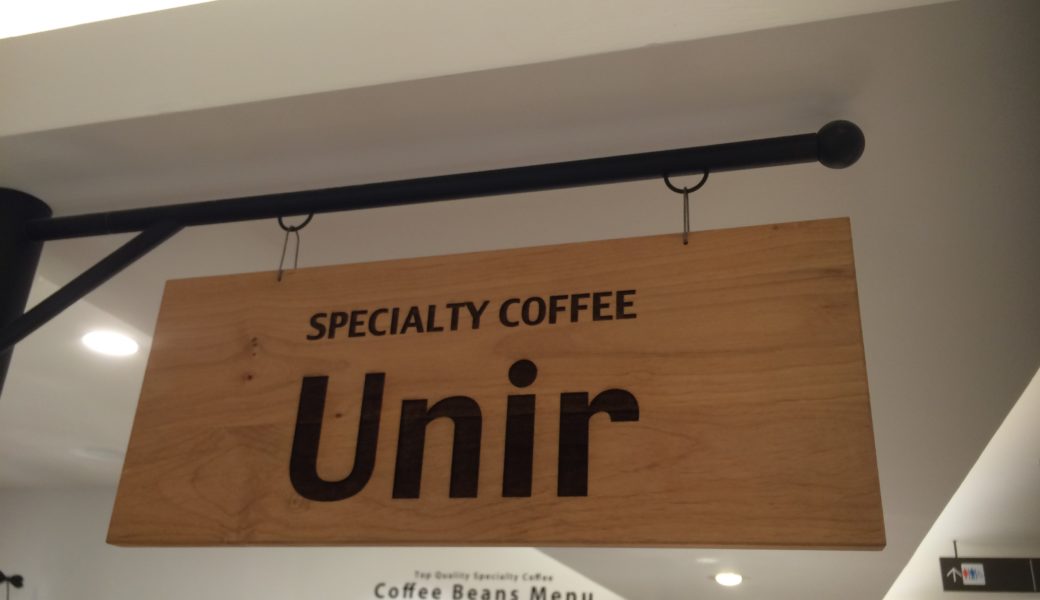 SPECIALTY COFFEE
Unir
Top Quality Specialty Coffee
Coffee Beans Menu